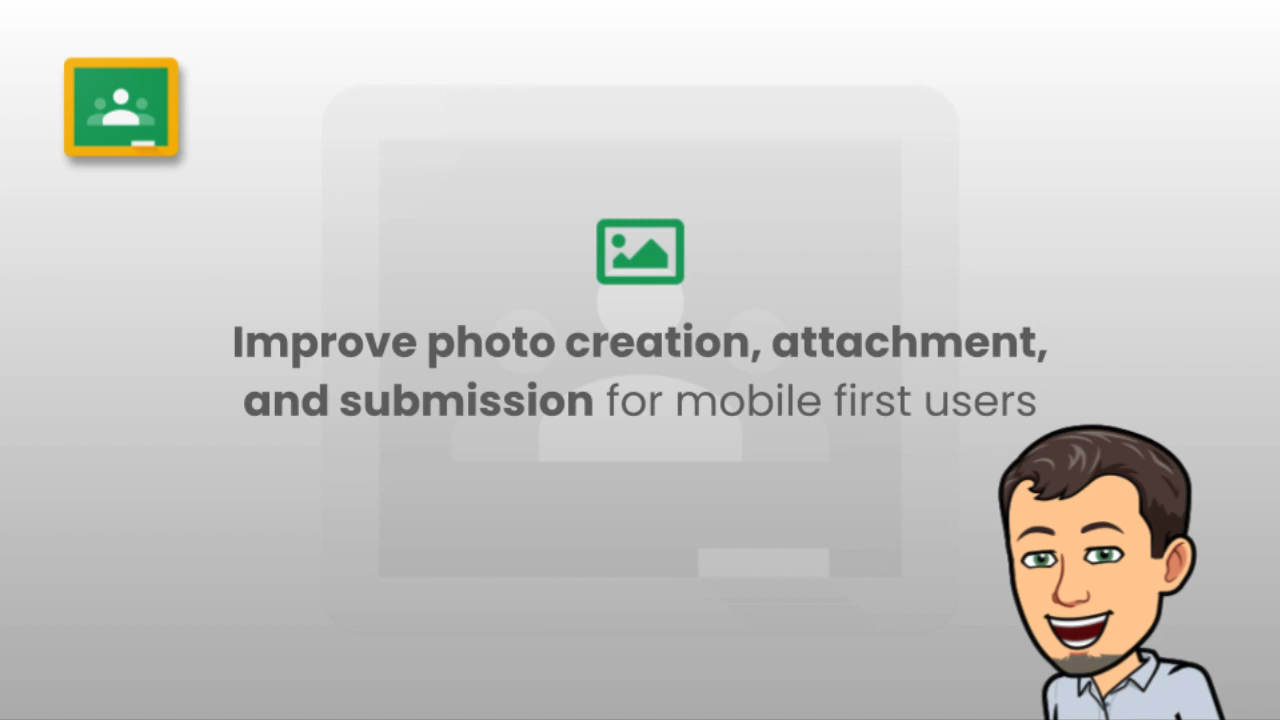 Improve photo creation, attachment,
and submission for mobile first users